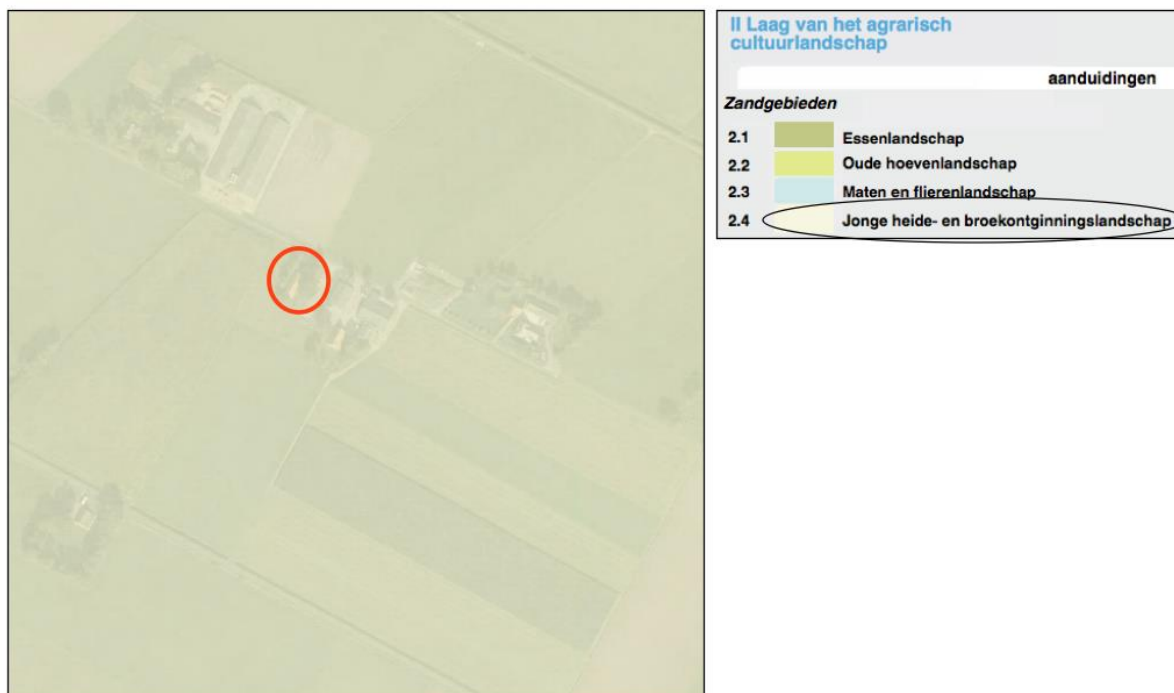 II Laag van het agrarisch
cultuurlandschap
aanduidingen
Zandgebieden
2.1 Essenlandschap
2.2 Oude hoevenlandschap
2.3 Maten en flierenlandschap
2.4 Jonge heide- en broekontginningslandschap